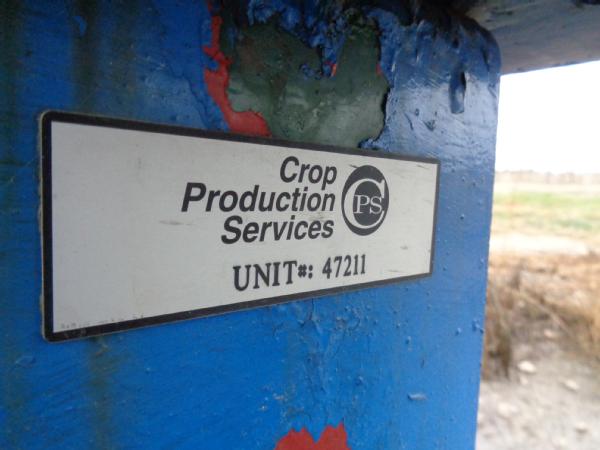 Crop
Production
Services
CPS
UNIT#: 47211